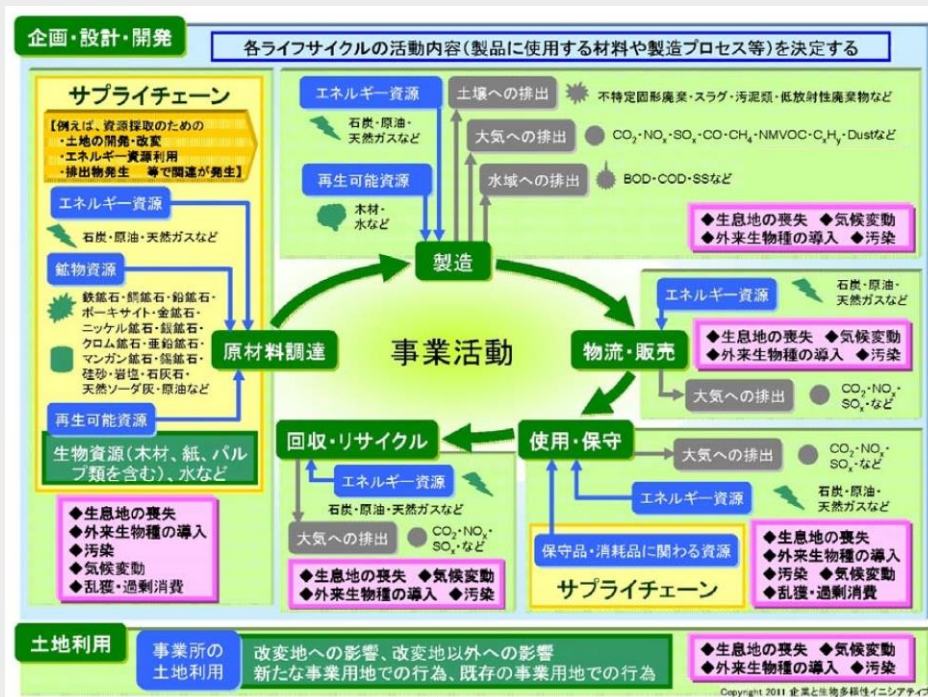 企画・設計・開発
各ライフサイクルの活動内容(製品に使用する材料や製造プロセス等)を決定する
サプライチェーン
【例えば、資源採取のための
・土地の開発・改変
・エネルギー資源利用
・排出物発生 等で関連が発生】
エネルギー資源
石炭・原油・天然ガスなど
鉱物資源
鉄鉱石・銅鉱石・鉛鉱石・
ボーキサイト・金鉱石・
ニッケル鉱石・銀鉱石・
クロム鉱石・亜鉛鉱石・
マンガン鉱石・錫鉱石・
硅砂・岩塩・石灰石・
天然ソーダ灰・原油など
再生可能資源
生物資源(木材、紙、パル
プ類を含む)、水など
◆生息地の喪失
◆外来生物種の導入
◆汚染
◆気候変動
◆乱獲・過剰消費
原材料調達
エネルギー資源
石炭・原油・
天然ガスなど
再生可能資源
木材・
水など
土壌への排出
不特定固形廃棄・スラグ・汚泥類・低放射性廃棄物など
大気への排出
CO₂・NOₓ・SOₓ・CO・CH₄・NMVOC・CₓHᵧ・Dustなど
水域への排出
BOD・COD・SSなど
◆生息地の喪失 ◆気候変動
◆外来生物種の導入 ◆汚染
製造
事業活動
物流・販売
エネルギー資源
石炭・原油・
天然ガスなど
◆生息地の喪失 ◆気候変動
◆外来生物種の導入 ◆汚染
大気への排出
CO₂・NOₓ・
SOₓ・など
使用・保守
大気への排出
CO₂・NOₓ・
SOₓ・など
エネルギー資源
石炭・原油・
天然ガスなど
保守品・消耗品に関わる資源
サプライチェーン
◆生息地の喪失
◆外来生物種の導入
◆汚染 ◆気候変動
◆乱獲・過剰消費
回収・リサイクル
エネルギー資源
石炭・原油・天然ガスなど
大気への排出
CO₂・NOₓ・
SOₓ・など
◆生息地の喪失 ◆気候変動
◆外来生物種の導入 ◆汚染
土地利用
事業所の
土地利用
改変地への影響、改変地以外への影響
新たな事業用地での行為、既存の事業用地での行為
◆生息地の喪失 ◆気候変動
◆外来生物種の導入 ◆汚染
Copyright 2011 企業と生物多様性イニシアティブ